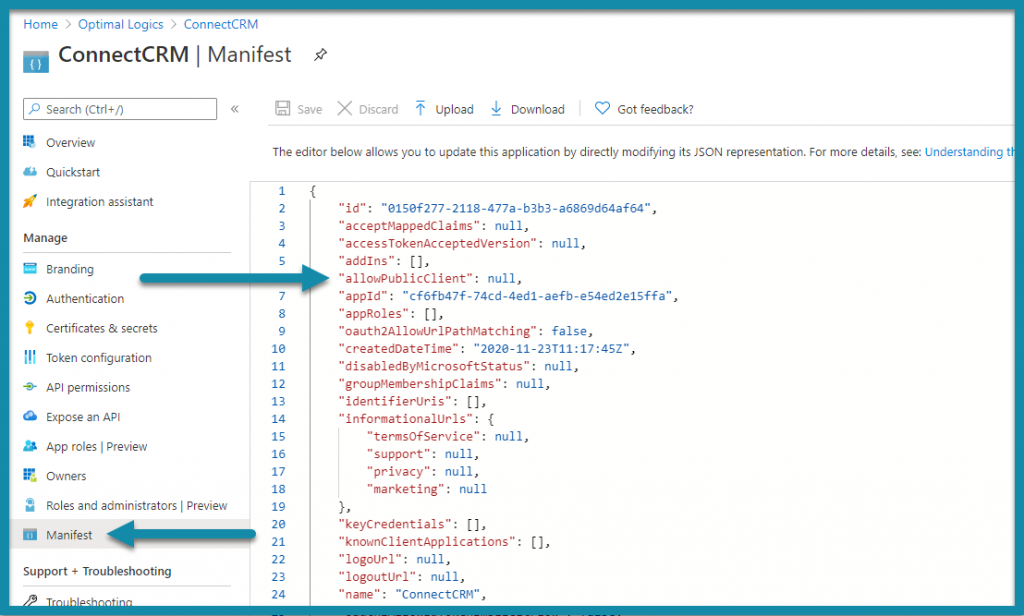 Home > Optimal Logics > ConnectCRM
ConnectCRM | Manifest
Search (Ctrl+/)
«
Overview
Quickstart
Integration assistant
Manage
Branding
Authentication
Certificates & secrets
Token configuration
API permissions
Expose an API
App roles | Preview
Owners
Roles and administrators | Preview
Manifest
Support + Troubleshooting
Troubleshooting
Save Discard Upload Download Got feedback?
The editor below allows you to update this application by directly modifying its JSON representation. For more details, see: Understanding th
1 {
2 "id": "0150f277-2118-477a-b3b3-a6869d64af64",
3 "acceptMappedClaims": null,
4 "accessTokenAcceptedVersion": null,
5 "addIns": [],
"allowPublicClient": null,
7 "appId": "cf6fb47f-74cd-4ed1-aefb-e54ed2e15ffa",
8 "appRoles": [],
9 "oauth2AllowUrlPathMatching": false,
10 "createdDateTime": "2020-11-23T11:17:45Z",
11 "disabledByMicrosoftStatus": null,
12 "groupMembershipClaims": null,
13 "identifierUris": [],
14 "informationalUrls": {
15 "termsOfService": null,
16 "support": null,
17 "privacy": null,
18 "marketing": null
19 },
20 "keyCredentials": [],
21 "knownClientApplications": [],
22 "logoUrl": null,
23 "logoutUrl": null,
24 "name": "ConnectCRM",